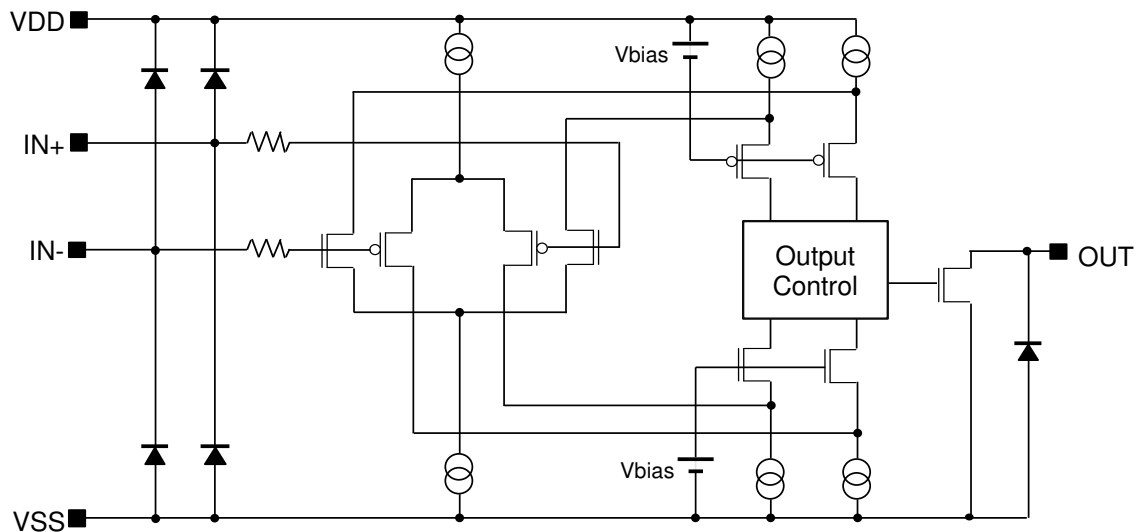 VDD
Vbias
IN+
IN-
Output
Control
OUT
Vbias
VSS